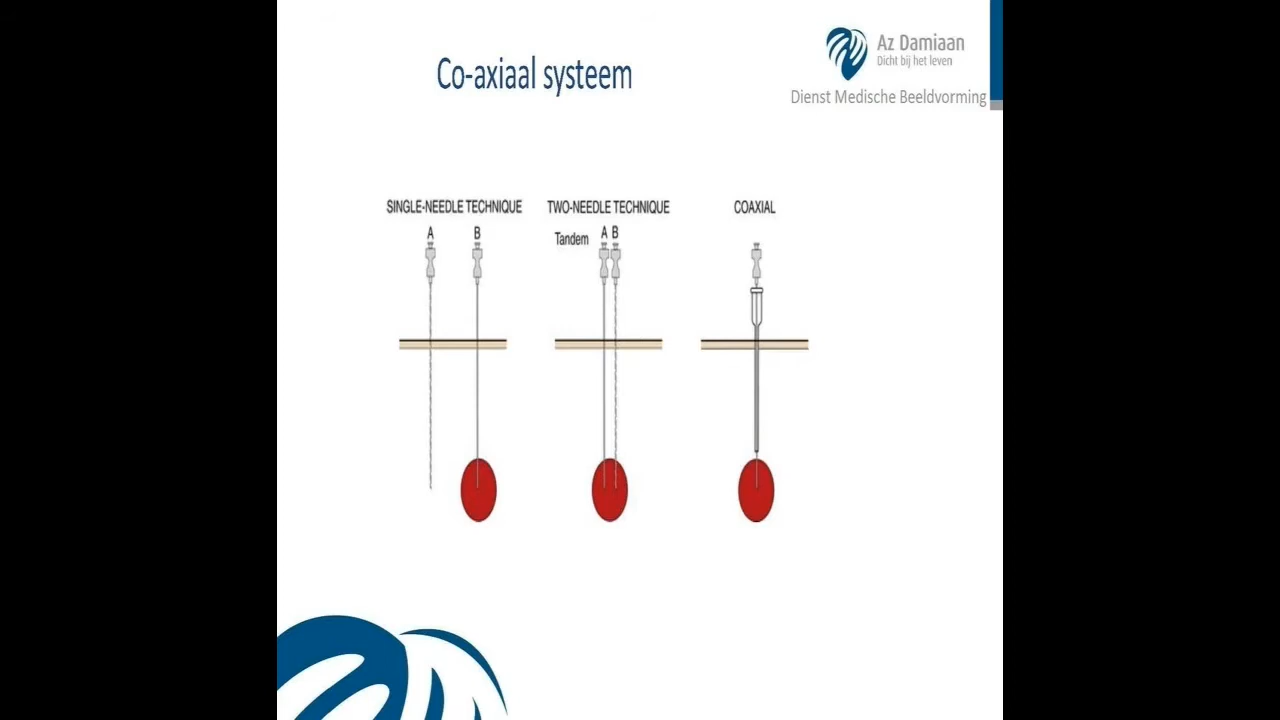 Co-axiaal systeem
Az Damiaan
Dicht bij het leven
Dienst Medische Beeldvorming
SINGLE-NEEDLE TECHNIQUE
A B
TWO-NEEDLE TECHNIQUE
Tandem A B
COAXIAL